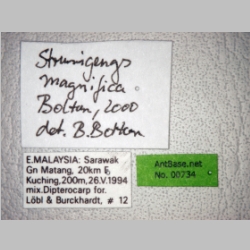 Strumigenys
magnifica
Bolton, 2000
det. B. Bolton
E.MALAYSIA: Sarawak
Gn Matang, 20km
Kuching,200m,26.V.1994
mix.Dipterocarp for.
Löbl & Burckhardt, # 12
AntBase.net
No. 00734